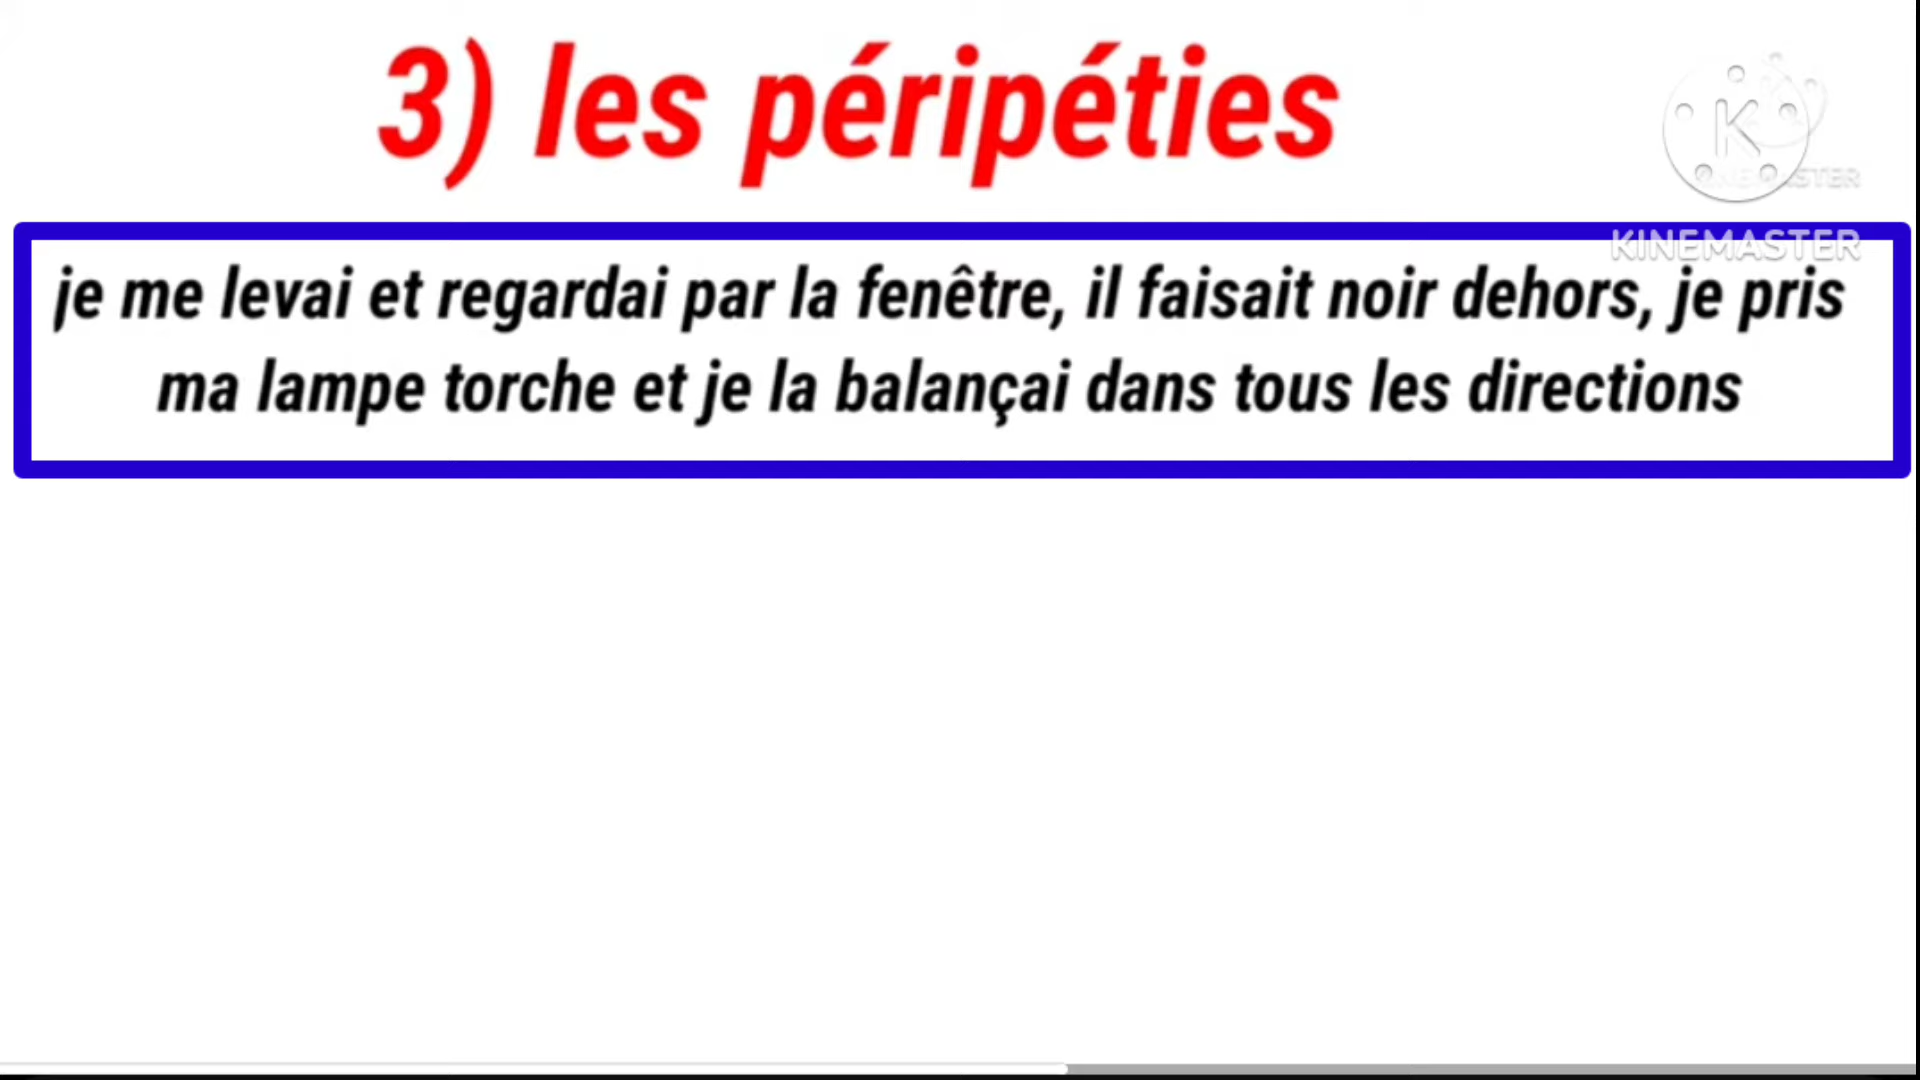 3) les péripéties
K
KINEMASTER
je me levai et regardai par la fenêtre, il faisait noir dehors, je pris
ma lampe torche et je la balançai dans tous les directions